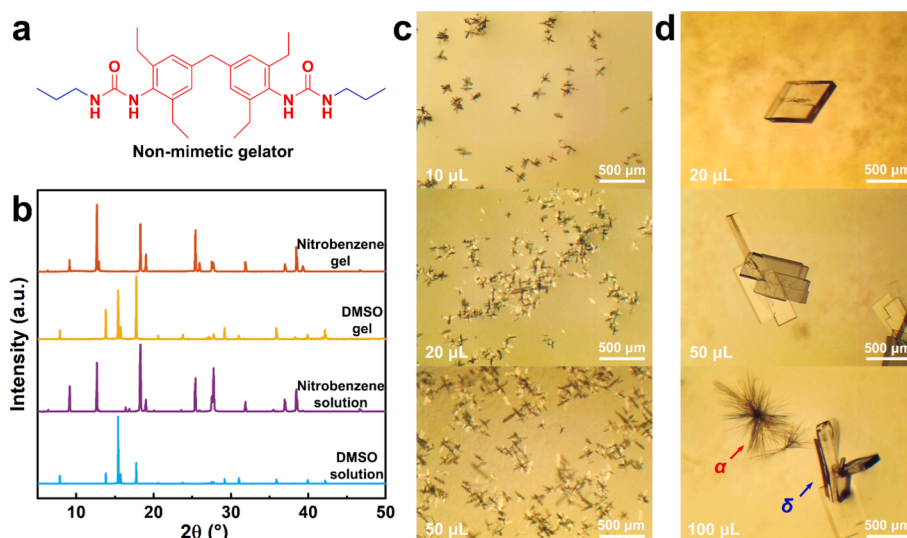 a
O
O
N
H
N
H
N
H
N
H
Non-mimetic gelator
b
Intensity (a.u.)
Nitrobenzene
gel
DMSO
gel
Nitrobenzene
solution
DMSO
solution
10
20
30
40
50
2θ (°)
c
10 µL
500 µm
20 µL
500 µm
50 µL
500 µm
d
20 µL
500 µm
50 µL
500 µm
α
δ
100 µL
500 µm